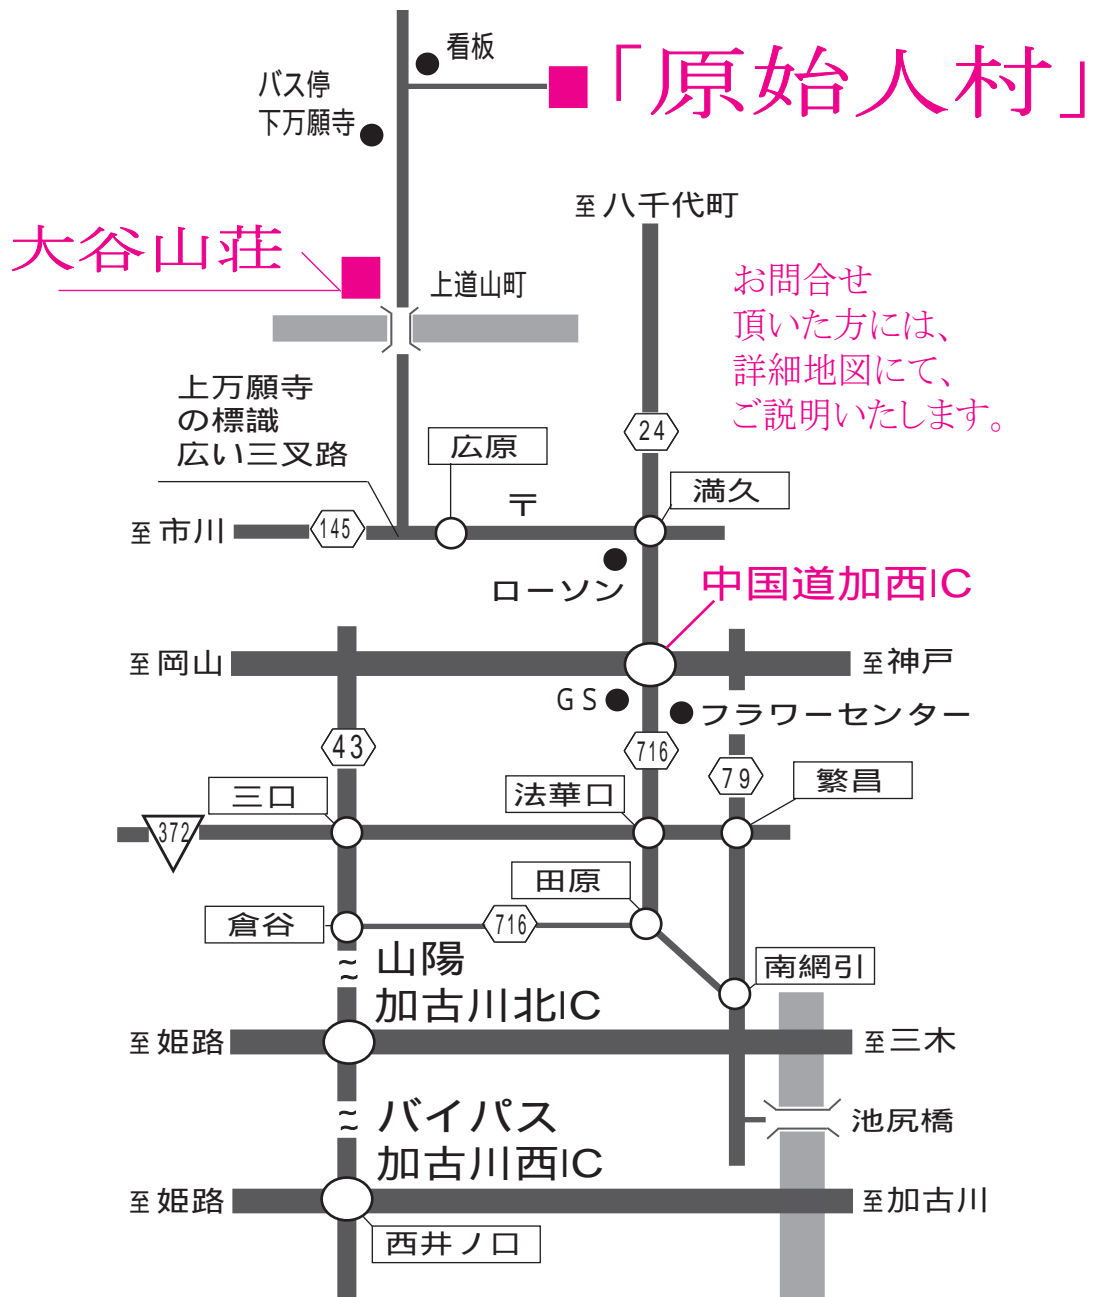 看板
「原始人村」
バス停
下万願寺
至八千代町
大谷山荘
上道山町
お問合せ
頂いた方には、
詳細地図にて、
ご説明いたします。
上万願寺
の標識
広い三叉路
24
広原
満久
〒
至市川
145
ローソン
中国道加西IC
至岡山
至神戸
GS
フラワーセンター
43
716
79
三口
法華口
繁昌
372
田原
倉谷
716
山陽
加古川北IC
南網引
至姫路
至三木
バイパス
加古川西IC
池尻橋
至姫路
至加古川
西井ノ口